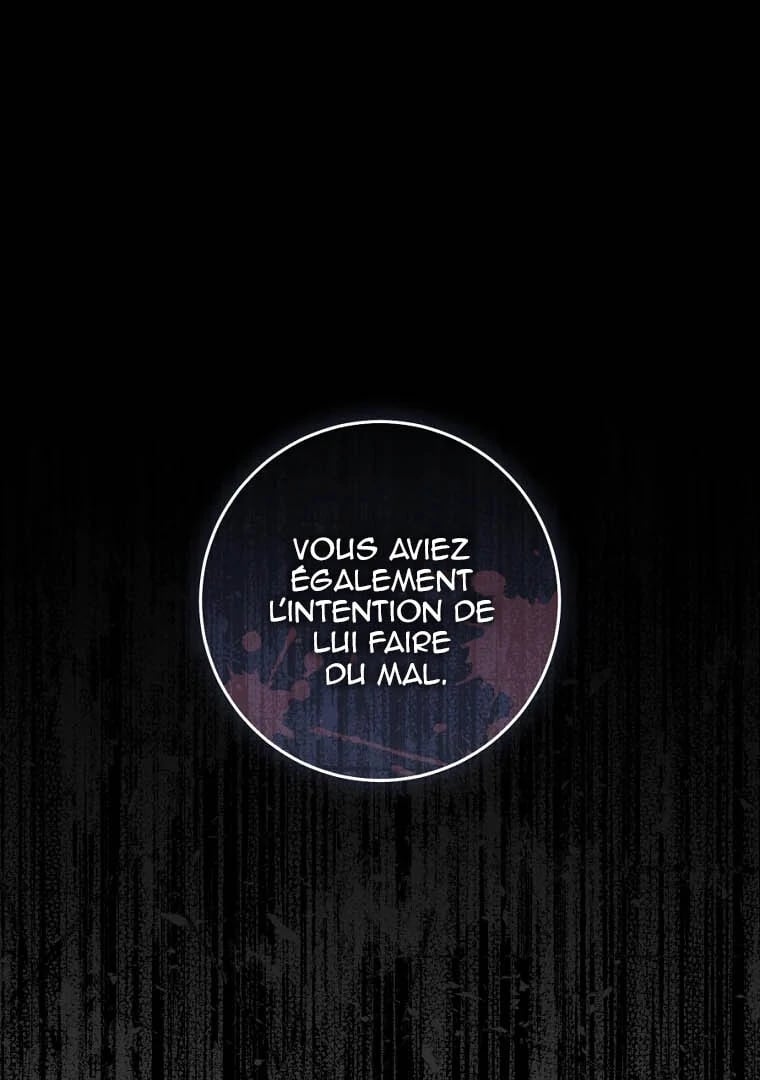 VOUS AVIEZ
ÉGALEMENT
L'INTENTION DE
LUI FAIRE
DU MAL.